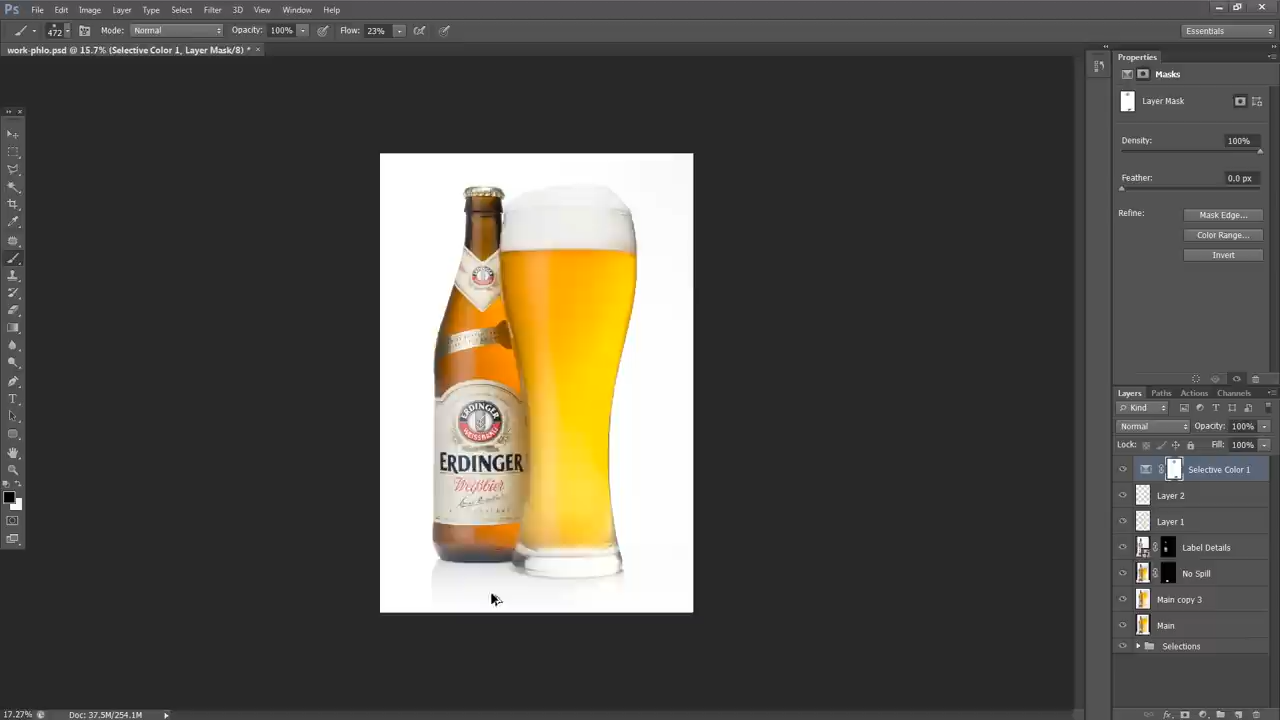 Ps File Edit Image Layer Type Select Filter 3D View Window Help
472 Mode: Normal Opacity: 100% Flow: 23% Essentials
work-phlo.psd @ 15.7% (Selective Color 1, Layer Mask/8) *
Properties
Masks
Layer Mask
Density: 100%
Feather: 0.0 px
Refine: Mask Edge...
Color Range...
Invert
ERDINGER
WEISSBRÄU
ERDINGER
Weißbier
Layers Paths Actions Channels
Kind
Normal Opacity: 100%
Lock: Fill: 100%
Selective Color 1
Layer 2
Layer 1
Label Details
No Spill
Main copy 3
Main
Selections
fx
17.27% Doc: 37.5M/254.1M